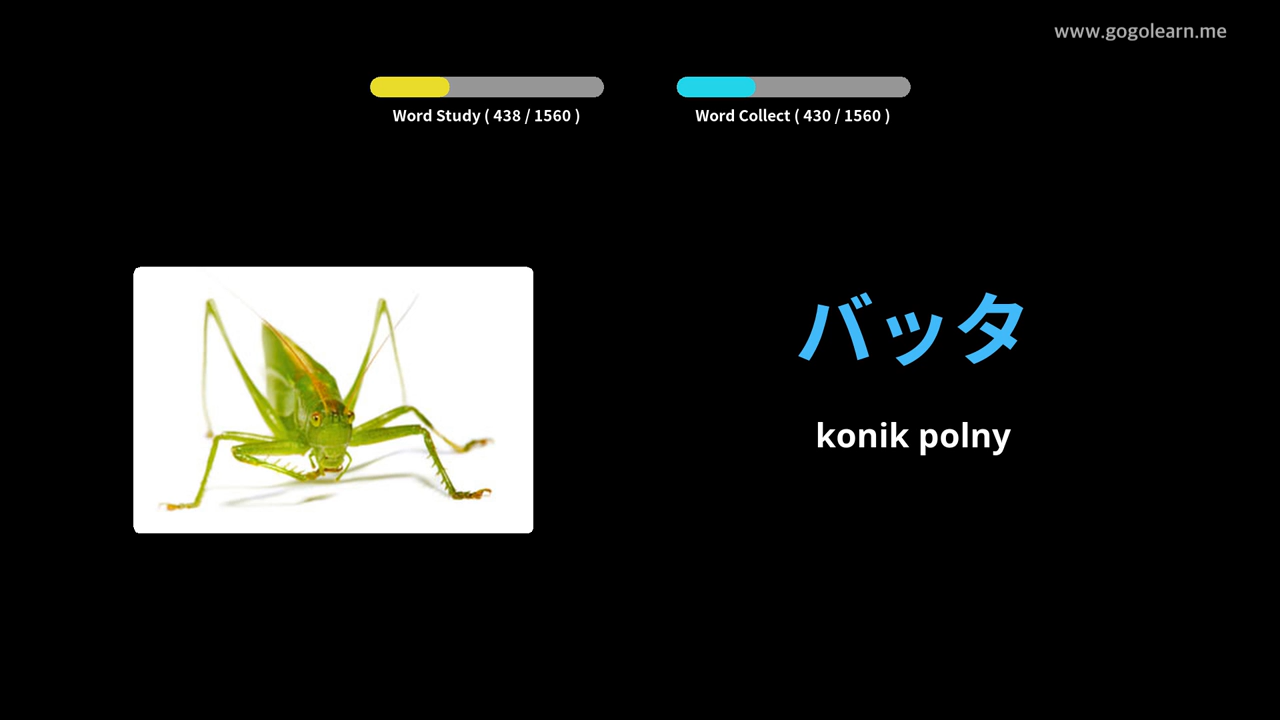 www.gogolearn.me
Word Study ( 438 / 1560 )
Word Collect ( 430 / 1560 )
バッタ
konik polny